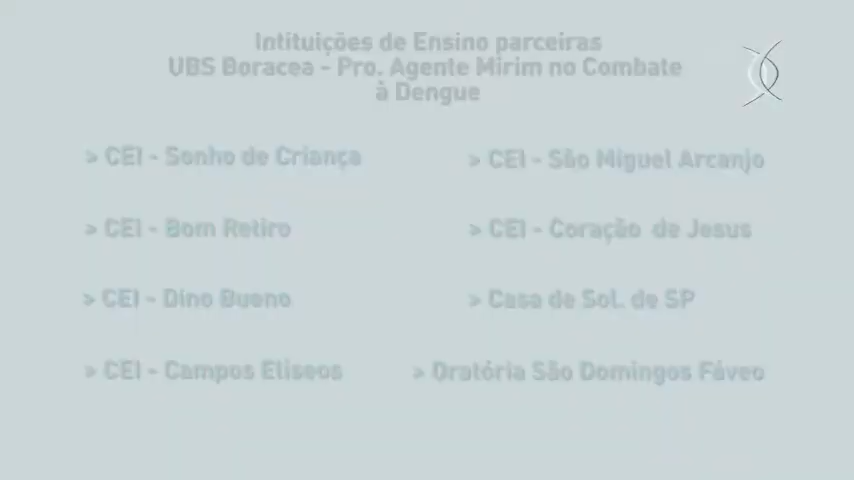 Intituições de Ensino parceiras
UBS Boracea - Pro. Agente Mirim no Combate
à Dengue
> CEI - Sonho de Criança
> CEI - São Miguel Arcanjo
> CEI - Bom Retiro
> CEI - Coração de Jesus
> CEI - Dino Bueno
> Casa de Sol. de SP
> CEI - Campos Eliseos
> Oratória São Domingos Fáveo